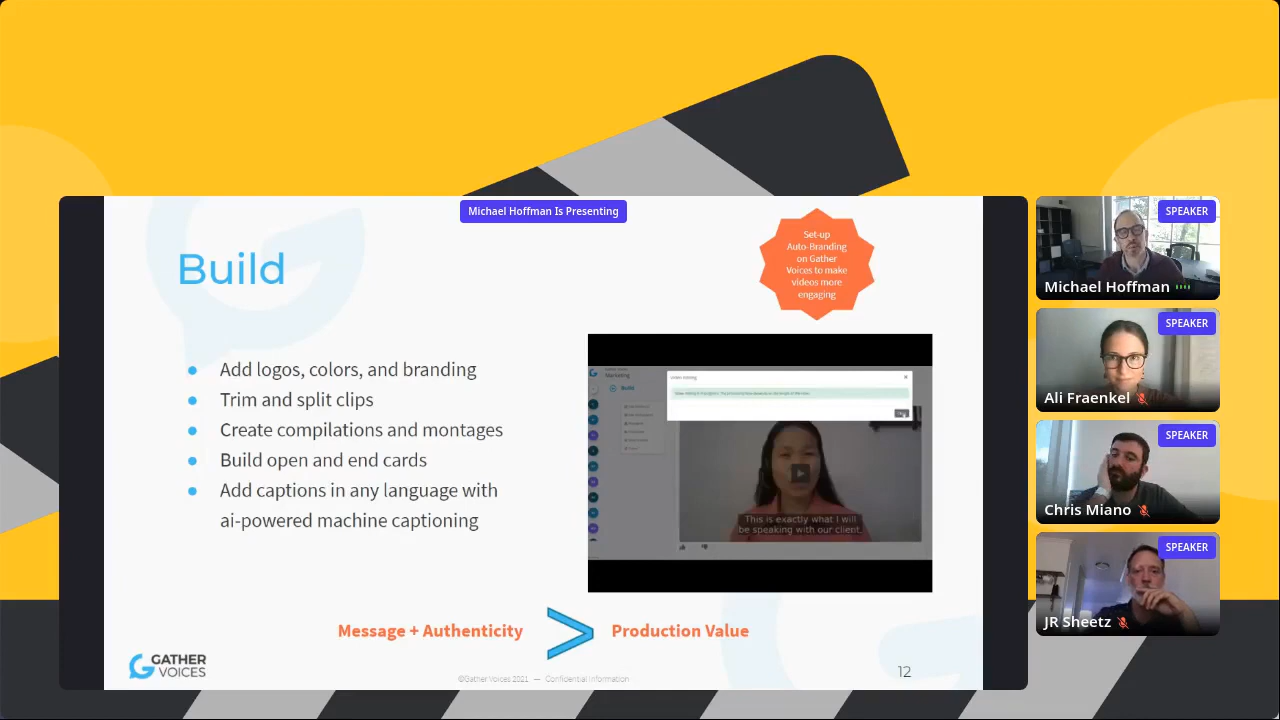 Michael Hoffman Is Presenting
Build
Set-up
Auto-Branding
on Gather
Voices to make
videos more
engaging
Add logos, colors, and branding
Trim and split clips
Create compilations and montages
Build open and end cards
Add captions in any language with
ai-powered machine captioning
Build
This is exactly what I will
be speaking with our client.
Message + Authenticity > Production Value
GATHER
VOICES
©Gather Voices 2021 — Confidential Information
12
SPEAKER
Michael Hoffman
SPEAKER
Ali Fraenkel
SPEAKER
Chris Miano
SPEAKER
JR Sheetz